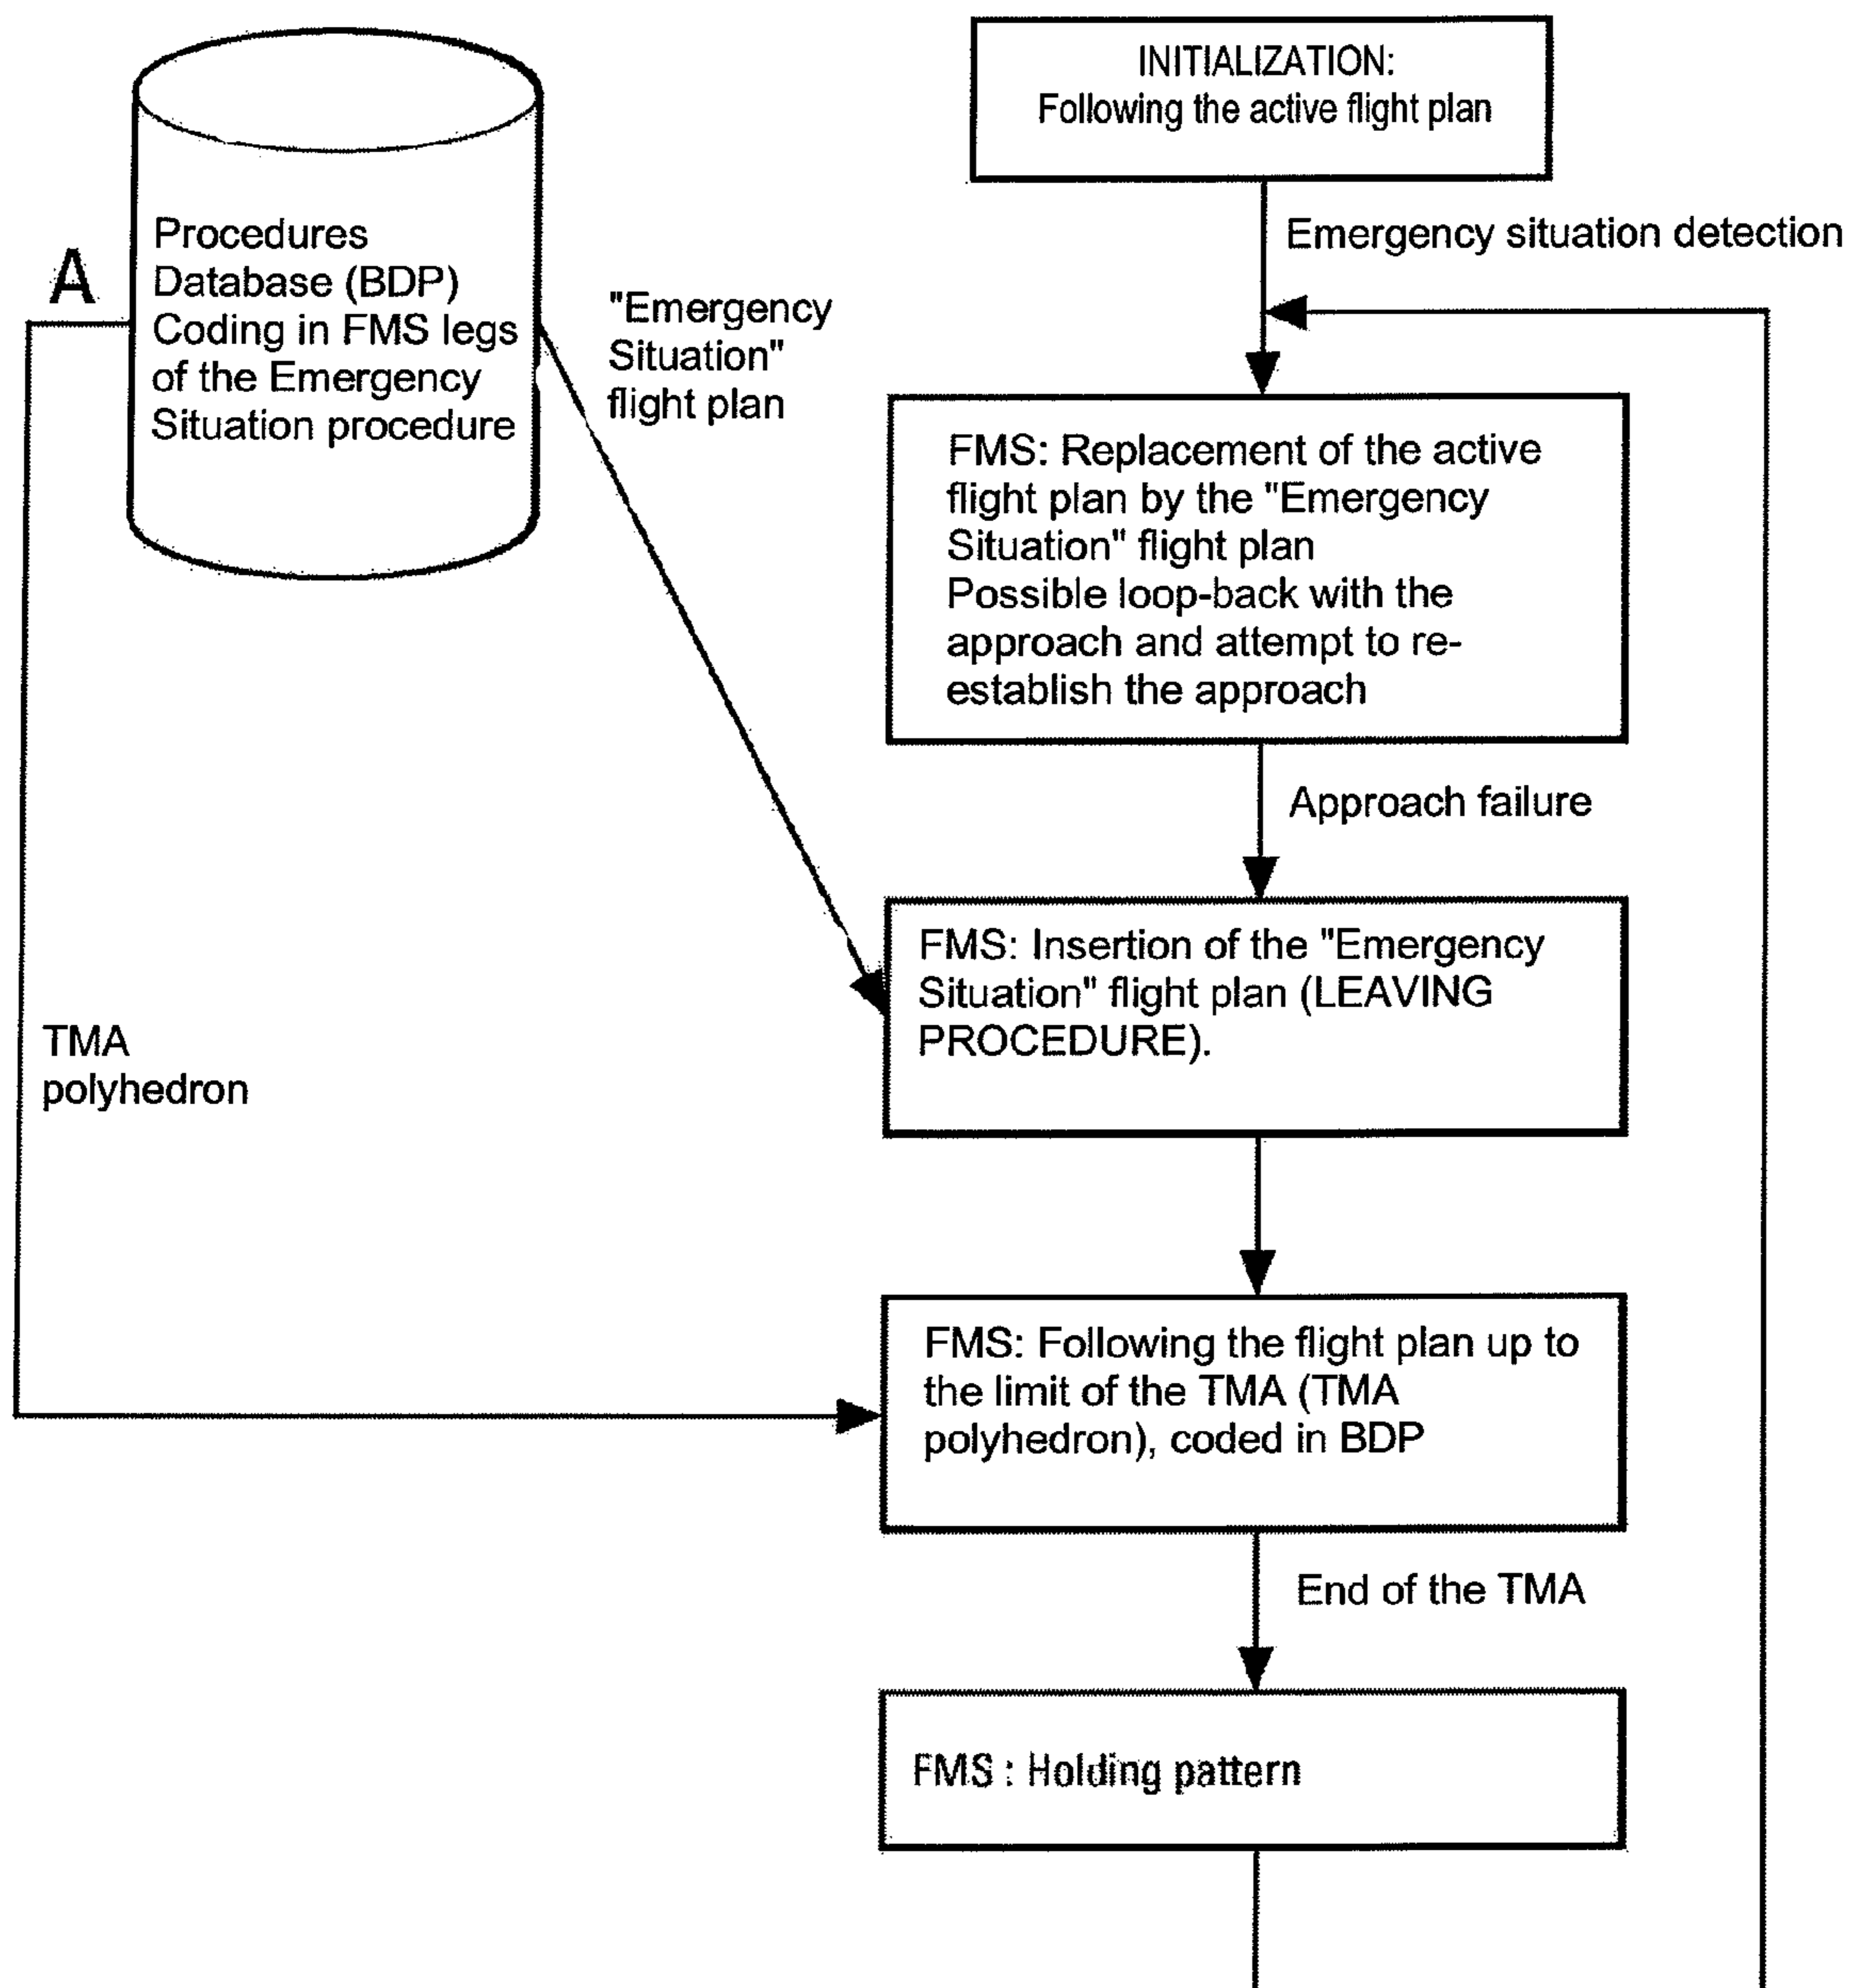 INITIALIZATION:
Following the active flight plan
Emergency situation detection
A
Procedures
Database (BDP)
Coding in FMS legs
of the Emergency
Situation procedure
"Emergency
Situation"
flight plan
FMS: Replacement of the active
flight plan by the "Emergency
Situation" flight plan
Possible loop-back with the
approach and attempt to re-
establish the approach
Approach failure
FMS: Insertion of the "Emergency
Situation" flight plan (LEAVING
PROCEDURE).
TMA
polyhedron
FMS: Following the flight plan up to
the limit of the TMA (TMA
polyhedron), coded in BDP
End of the TMA
FMS : Holding pattern